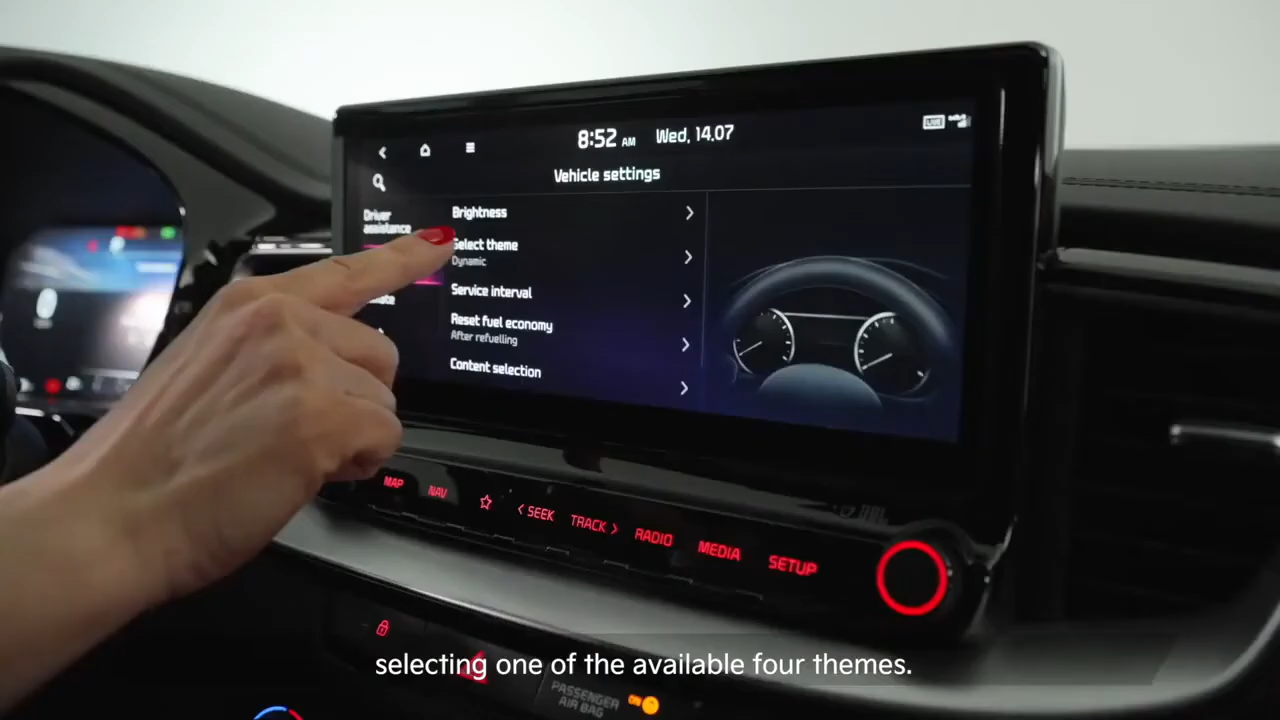 8:52 AM Wed, 14.07
LIVE
Vehicle settings
Driver
assistance
Brightness
Select theme
Dynamic
Service interval
Reset fuel economy
After refuelling
Content selection
MAP
NAV
< SEEK
TRACK >
RADIO
MEDIA
SETUP
selecting one of the available four themes.
PASSENGER
AIR BAG
ON